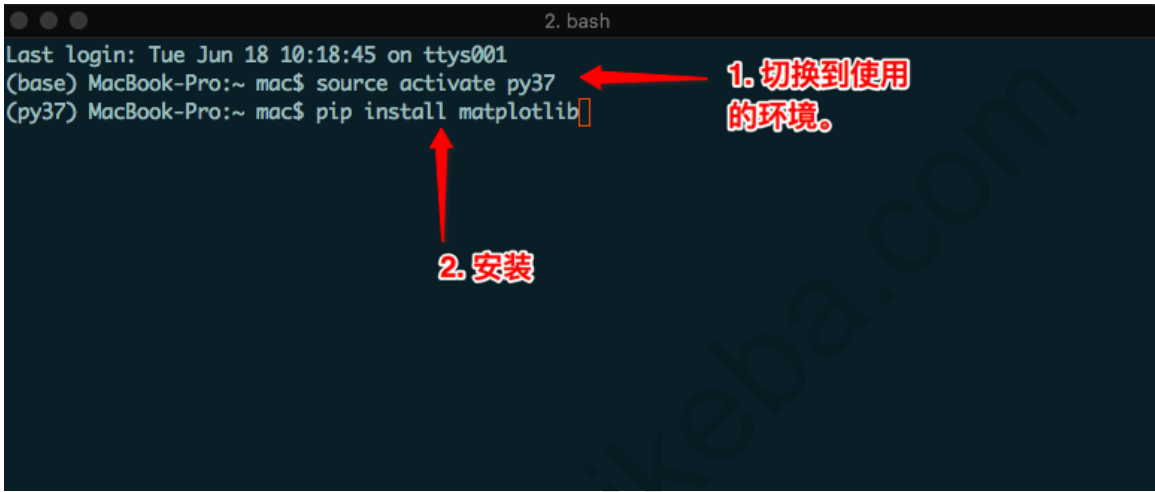 2. bash
Last login: Tue Jun 18 10:18:45 on ttys001
(base) MacBook-Pro:~ mac$ source activate py37
(py37) MacBook-Pro:~ mac$ pip install matplotlib
1. 切换到使用
的环境。
2. 安装
ikeba.com